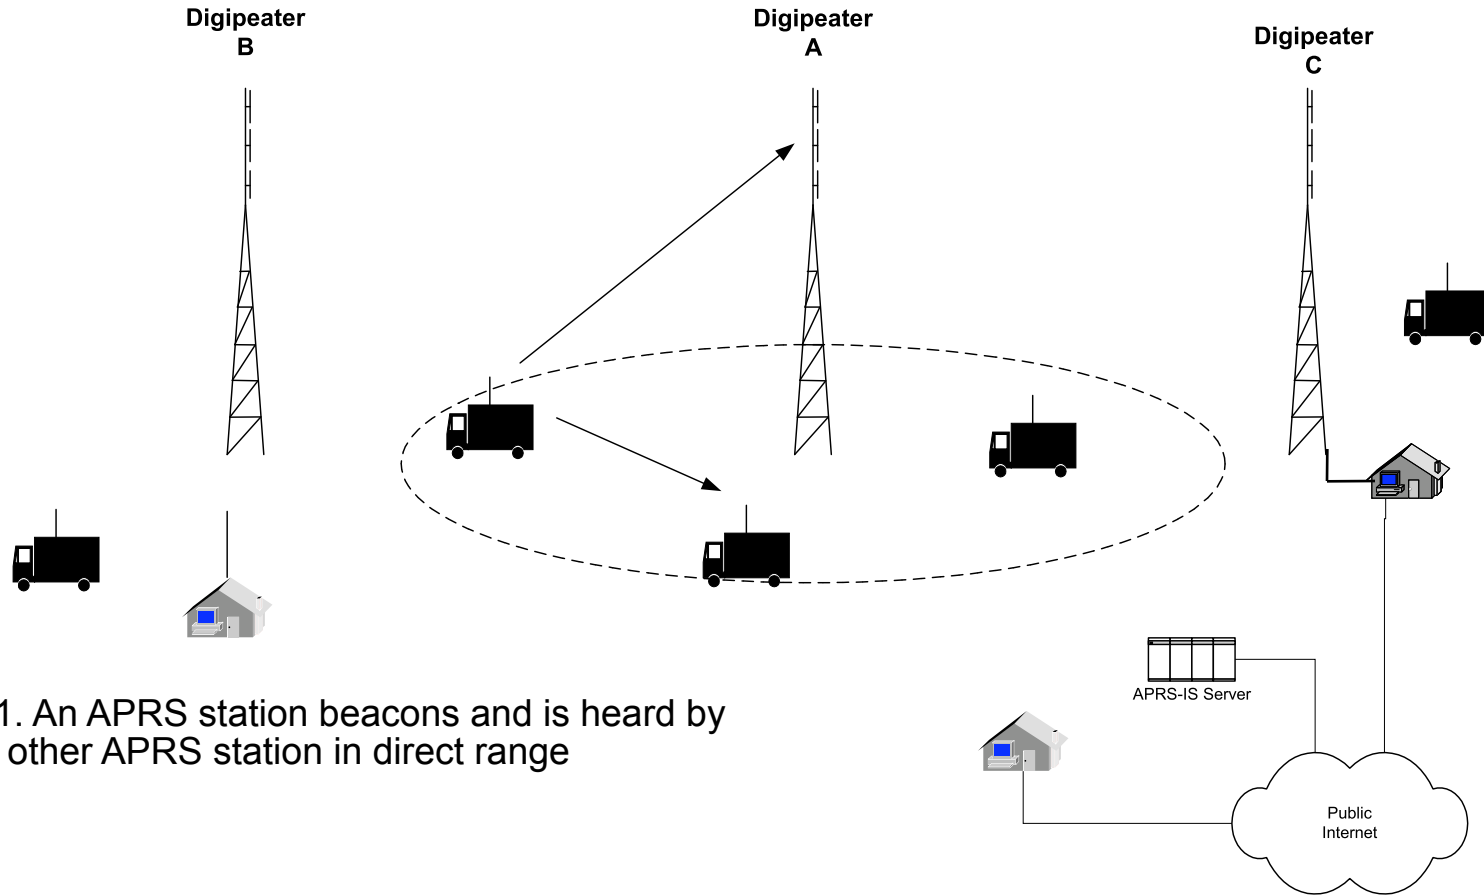 Digipeater
B
Digipeater
A
Digipeater
C
1. An APRS station beacons and is heard by
other APRS station in direct range
APRS-IS Server
Public
Internet